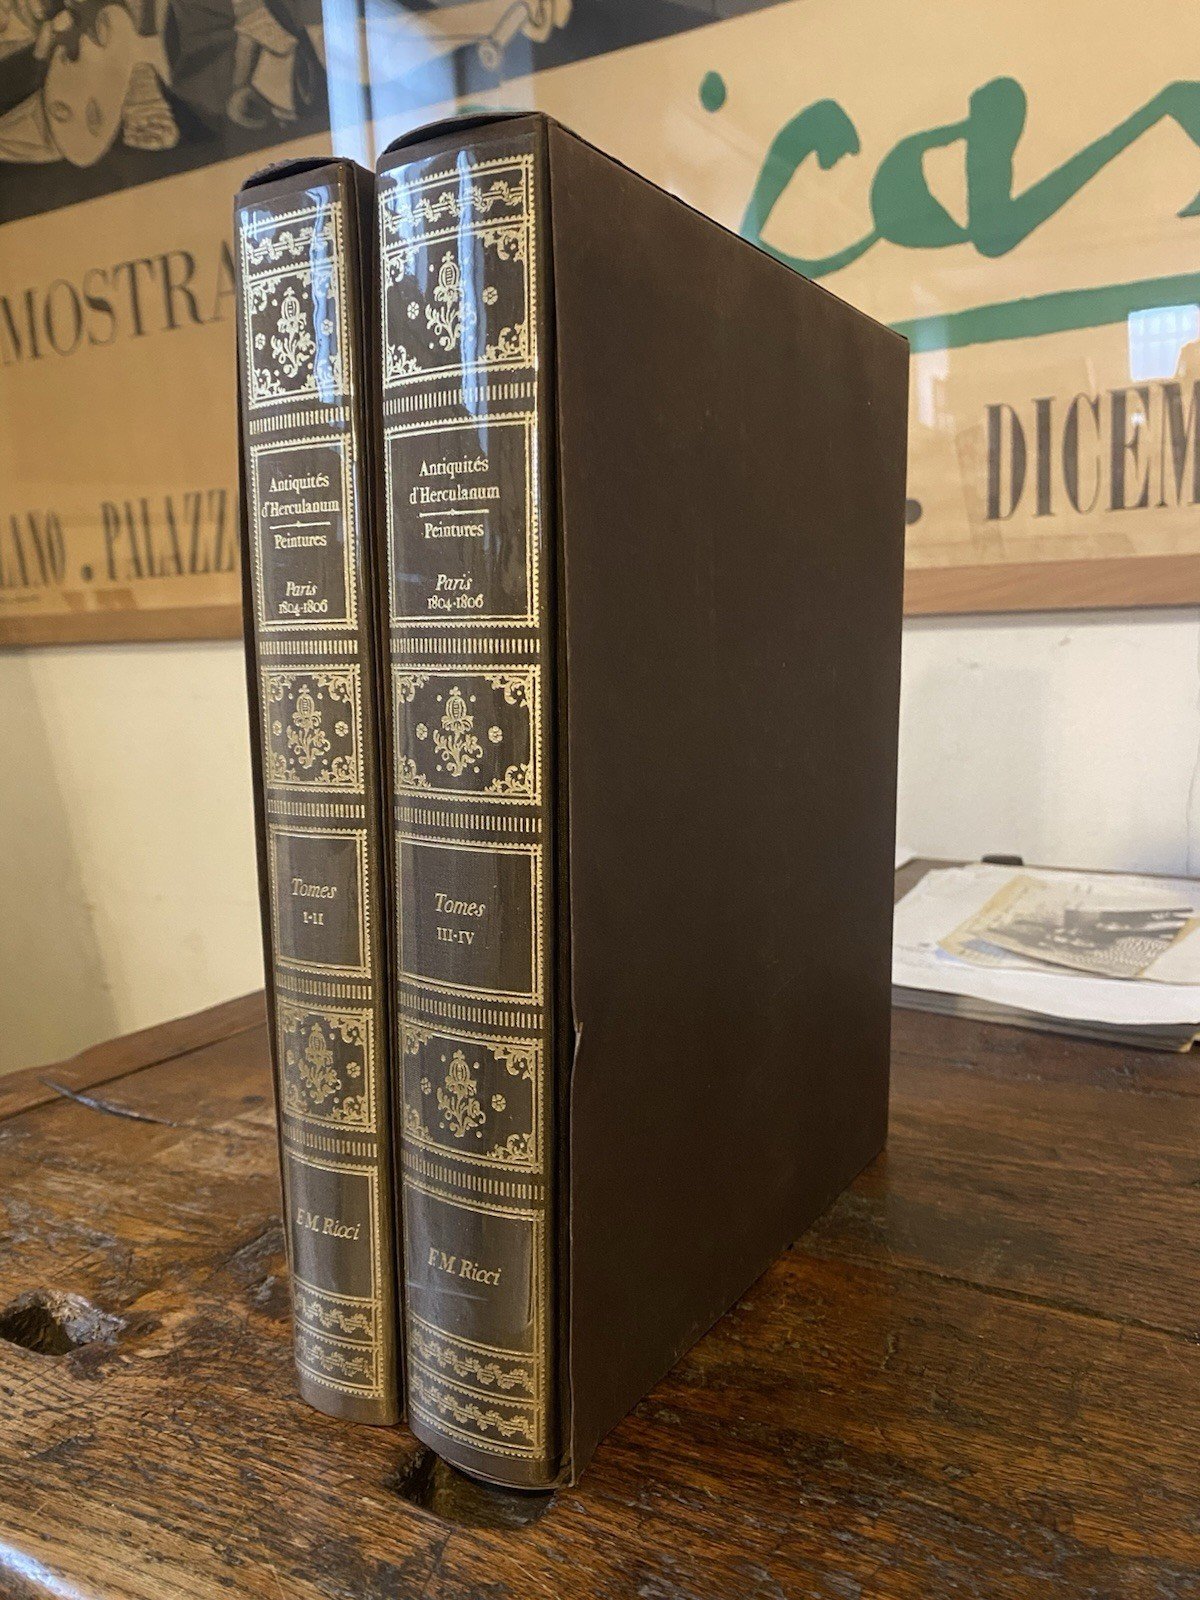 MOSTRA
LANO . PALAZZ
icas
. DICEM
Antiquités
d'Herculanum
Peintures
Paris
1804-1806
Tomes
I-II
F. M. Ricci
Antiquités
d'Herculanum
Peintures
Paris
1804-1806
Tomes
III-IV
F. M. Ricci